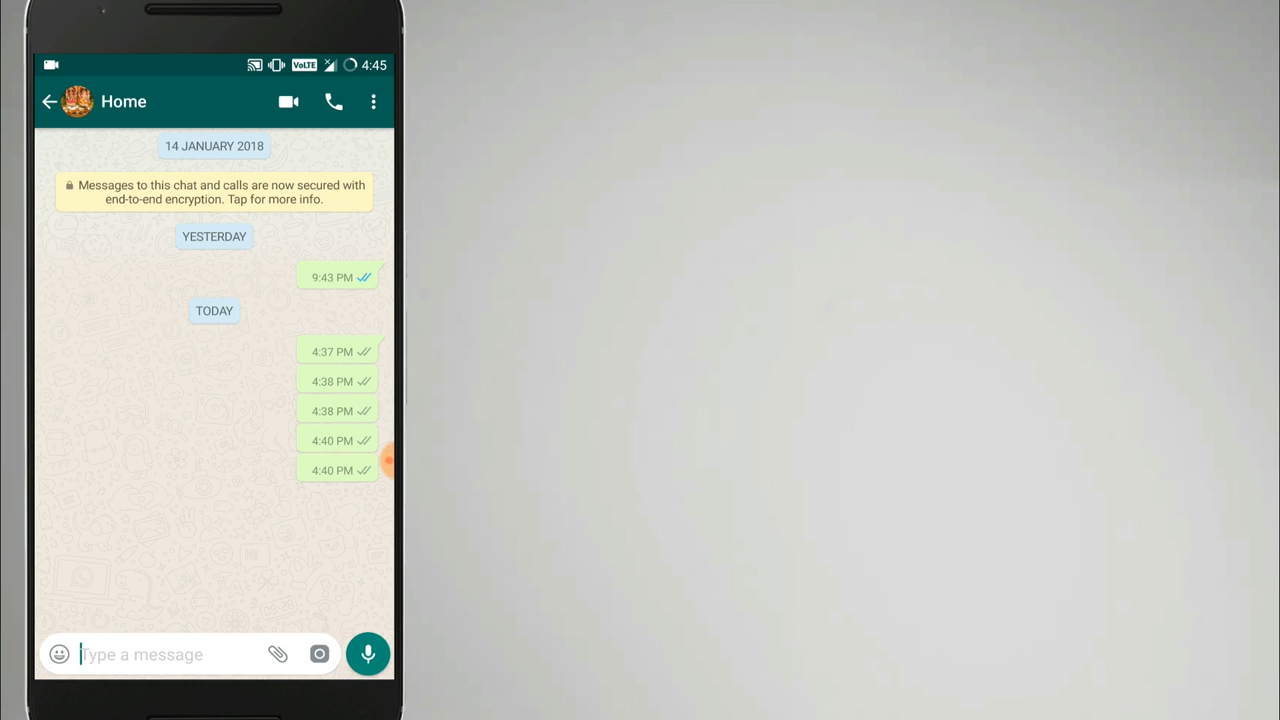 VoLTE 4:45
Home
14 JANUARY 2018
Messages to this chat and calls are now secured with
end-to-end encryption. Tap for more info.
YESTERDAY
9:43 PM
TODAY
4:37 PM
4:38 PM
4:38 PM
4:40 PM
4:40 PM
Type a message